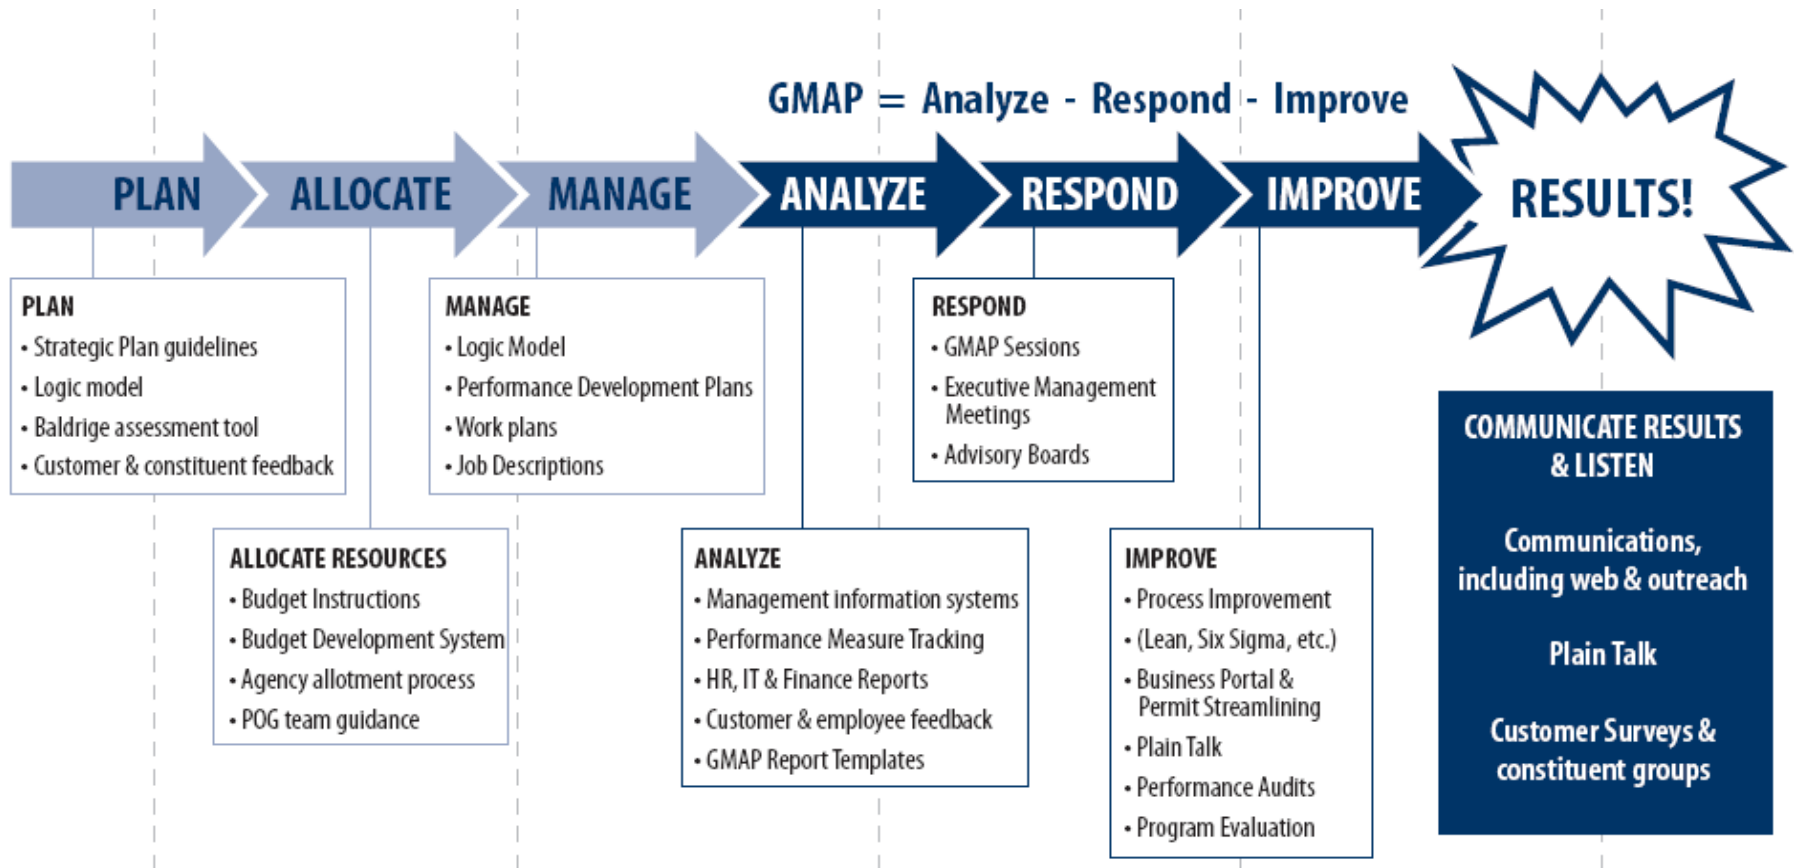 GMAP = Analyze - Respond - Improve
PLAN
ALLOCATE
MANAGE
ANALYZE
RESPOND
IMPROVE
RESULTS!
PLAN
• Strategic Plan guidelines
• Logic model
• Baldrige assessment tool
• Customer & constituent feedback
ALLOCATE RESOURCES
• Budget Instructions
• Budget Development System
• Agency allotment process
• POG team guidance
MANAGE
• Logic Model
• Performance Development Plans
• Work plans
• Job Descriptions
ANALYZE
• Management information systems
• Performance Measure Tracking
• HR, IT & Finance Reports
• Customer & employee feedback
• GMAP Report Templates
RESPOND
• GMAP Sessions
• Executive Management
Meetings
• Advisory Boards
IMPROVE
• Process Improvement
• (Lean, Six Sigma, etc.)
• Business Portal &
Permit Streamlining
• Plain Talk
• Performance Audits
• Program Evaluation
COMMUNICATE RESULTS
& LISTEN
Communications,
including web & outreach
Plain Talk
Customer Surveys &
constituent groups